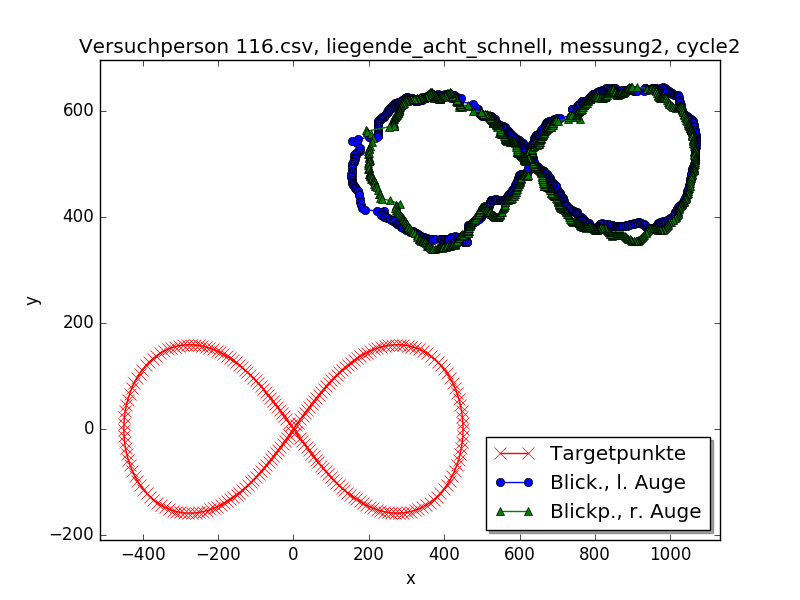 Versuchperson 116.csv, liegende_acht_schnell, messung2, cycle2
600
400
200
0
−200
y
−400
−200
0
200
400
600
800
1000
x
Targetpunkte
Blick., l. Auge
Blickp., r. Auge